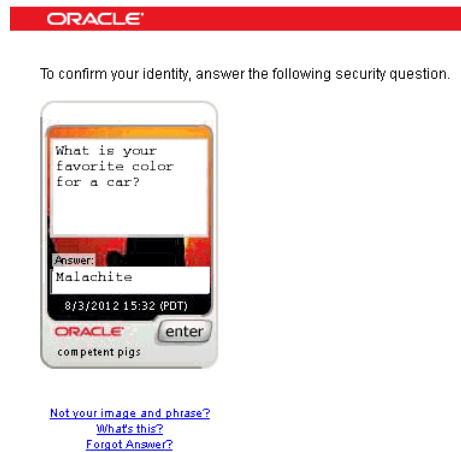 ORACLE
To confirm your identity, answer the following security question.
What is your
favorite color
for a car?
Answer:
Malachite
8/3/2012 15:32 (PDT)
ORACLE
enter
competent pigs
Not your image and phrase?
What's this?
Forgot Answer?